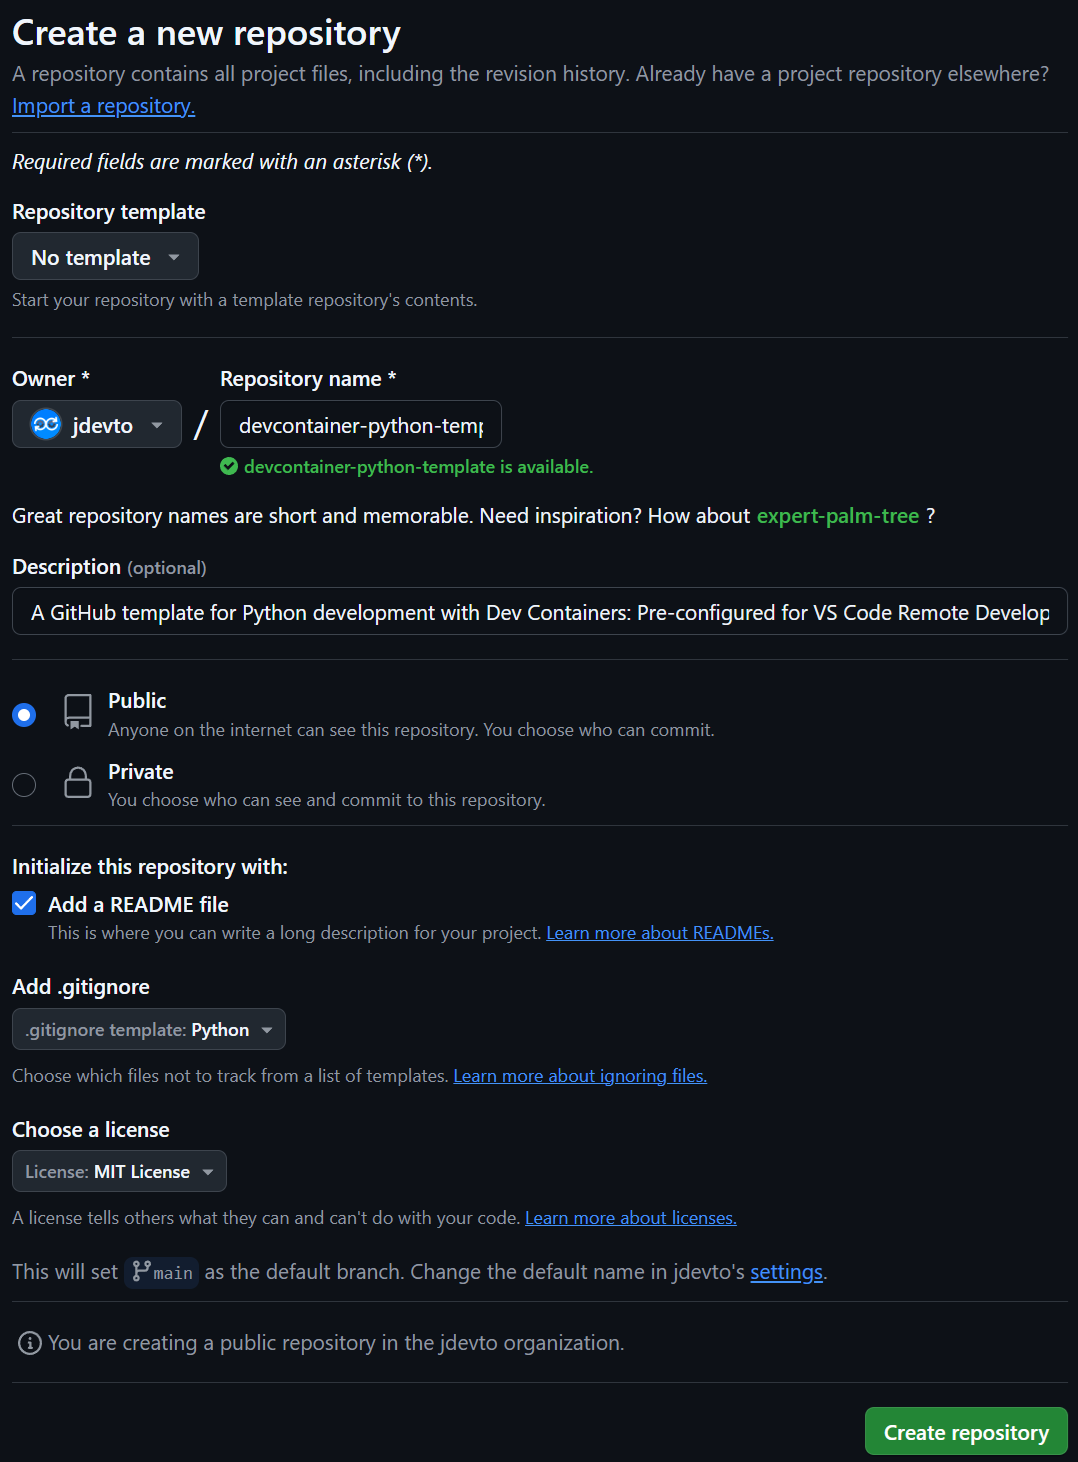 Create a new repository
A repository contains all project files, including the revision history. Already have a project repository elsewhere?
Import a repository.
Required fields are marked with an asterisk (*).
Repository template
No template
Start your repository with a template repository's contents.
Owner *
Repository name *
jdevto
/
devcontainer-python-temp
devcontainer-python-template is available.
Great repository names are short and memorable. Need inspiration? How about expert-palm-tree ?
Description (optional)
A GitHub template for Python development with Dev Containers: Pre-configured for VS Code Remote Develop
Public
Anyone on the internet can see this repository. You choose who can commit.
Private
You choose who can see and commit to this repository.
Initialize this repository with:
Add a README file
This is where you can write a long description for your project. Learn more about READMEs.
Add .gitignore
.gitignore template: Python
Choose which files not to track from a list of templates. Learn more about ignoring files.
Choose a license
License: MIT License
A license tells others what they can and can't do with your code. Learn more about licenses.
This will set main as the default branch. Change the default name in jdevto's settings.
You are creating a public repository in the jdevto organization.
Create repository